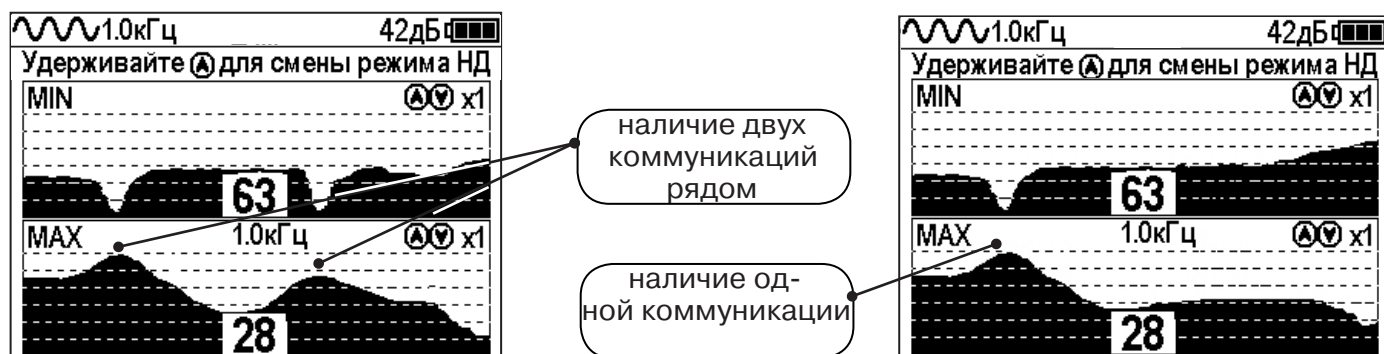 1.0кГц 42дБ
Удерживайте Ⓐ для смены режима НД
MIN x1
63
MAX 1.0кГц x1
28
наличие двух
коммуникаций
рядом
наличие од-
ной коммуникации
1.0кГц 42дБ
Удерживайте Ⓐ для смены режима НД
MIN x1
63
MAX 1.0кГц x1
28